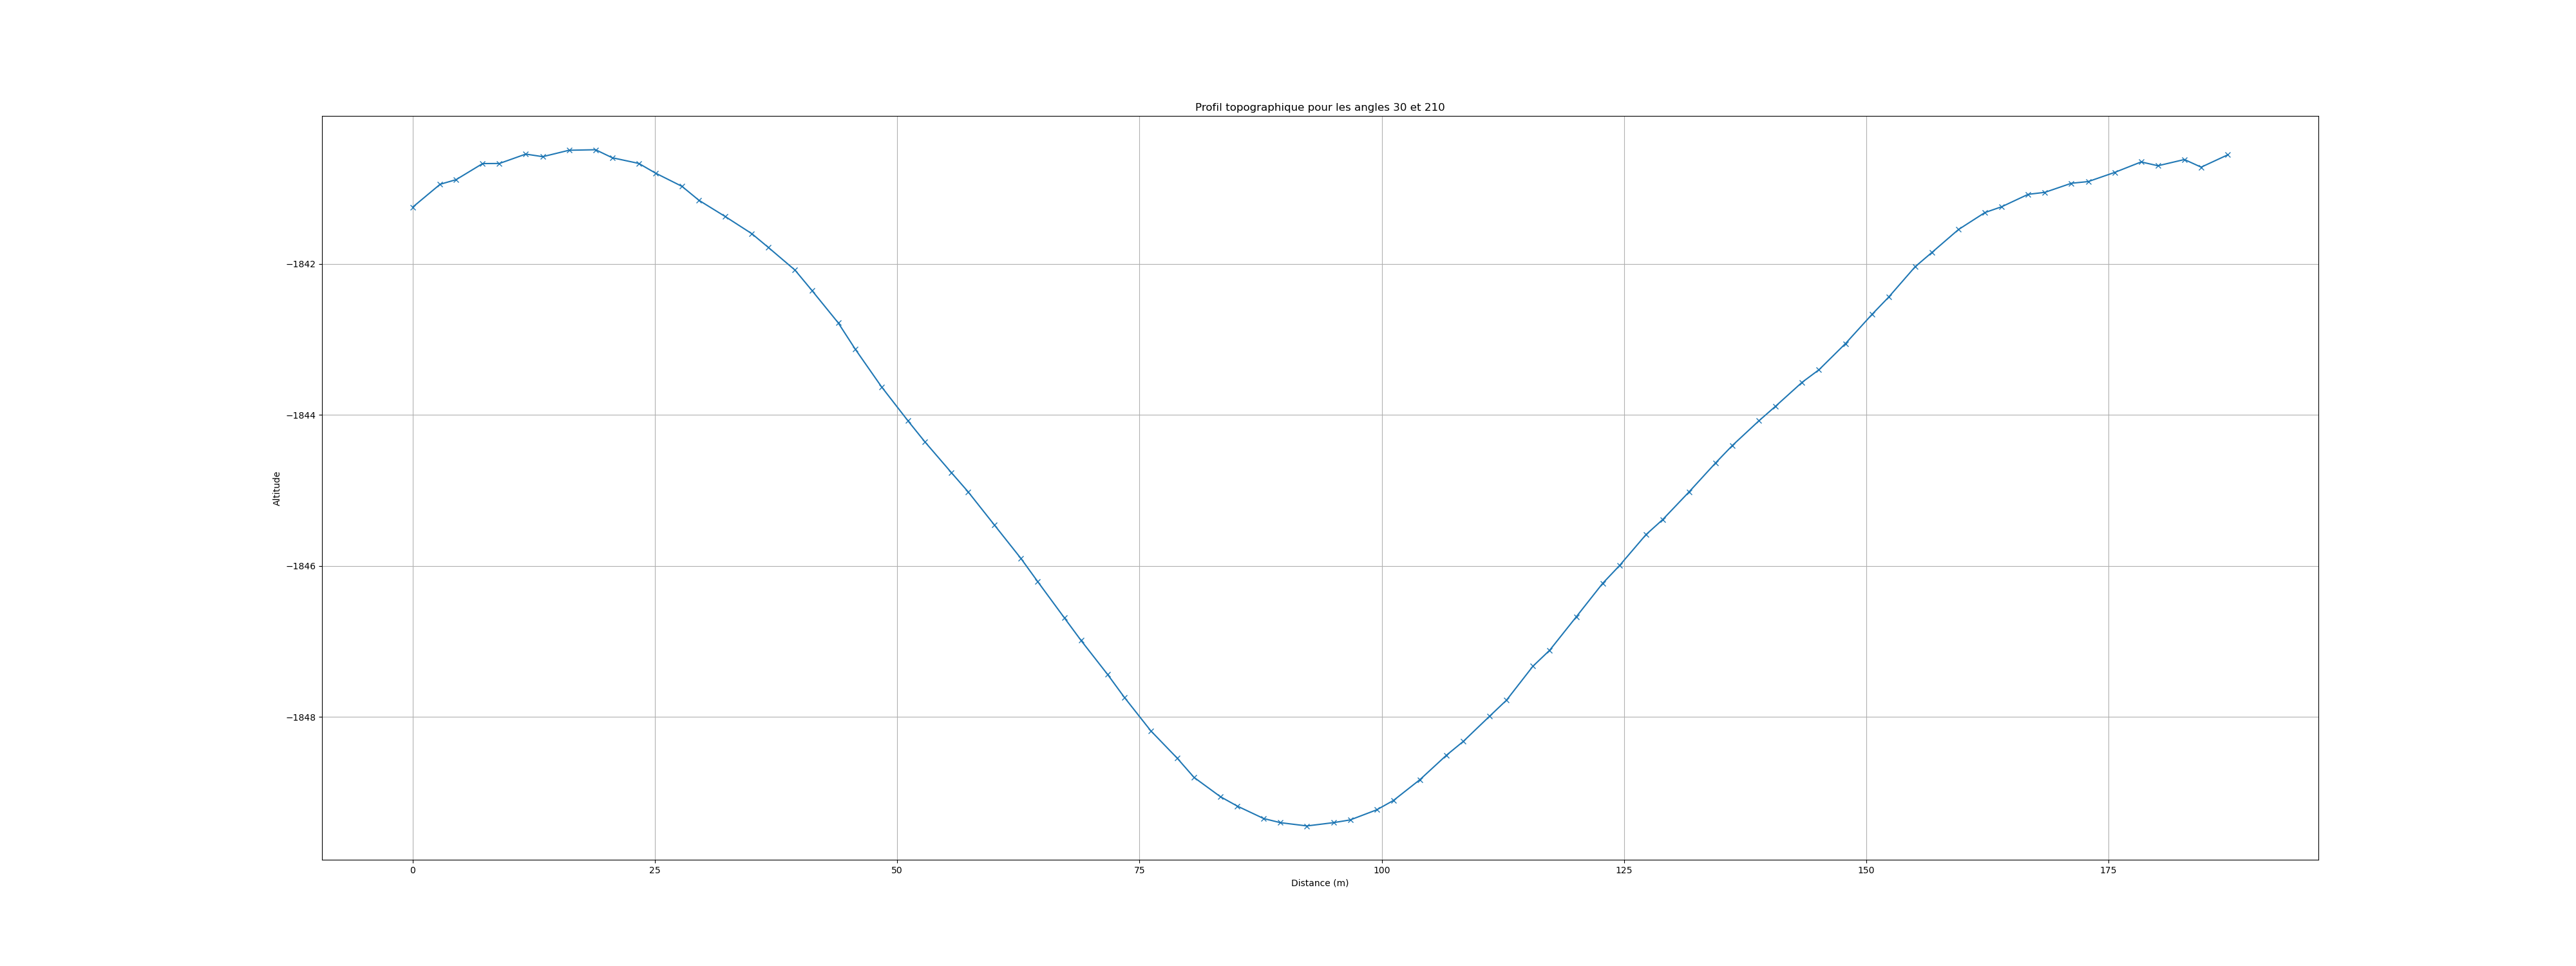 Profil topographique pour les angles 30 et 210
−1842
−1844
−1846
−1848
Altitude
0 25 50 75 100 125 150 175
Distance (m)